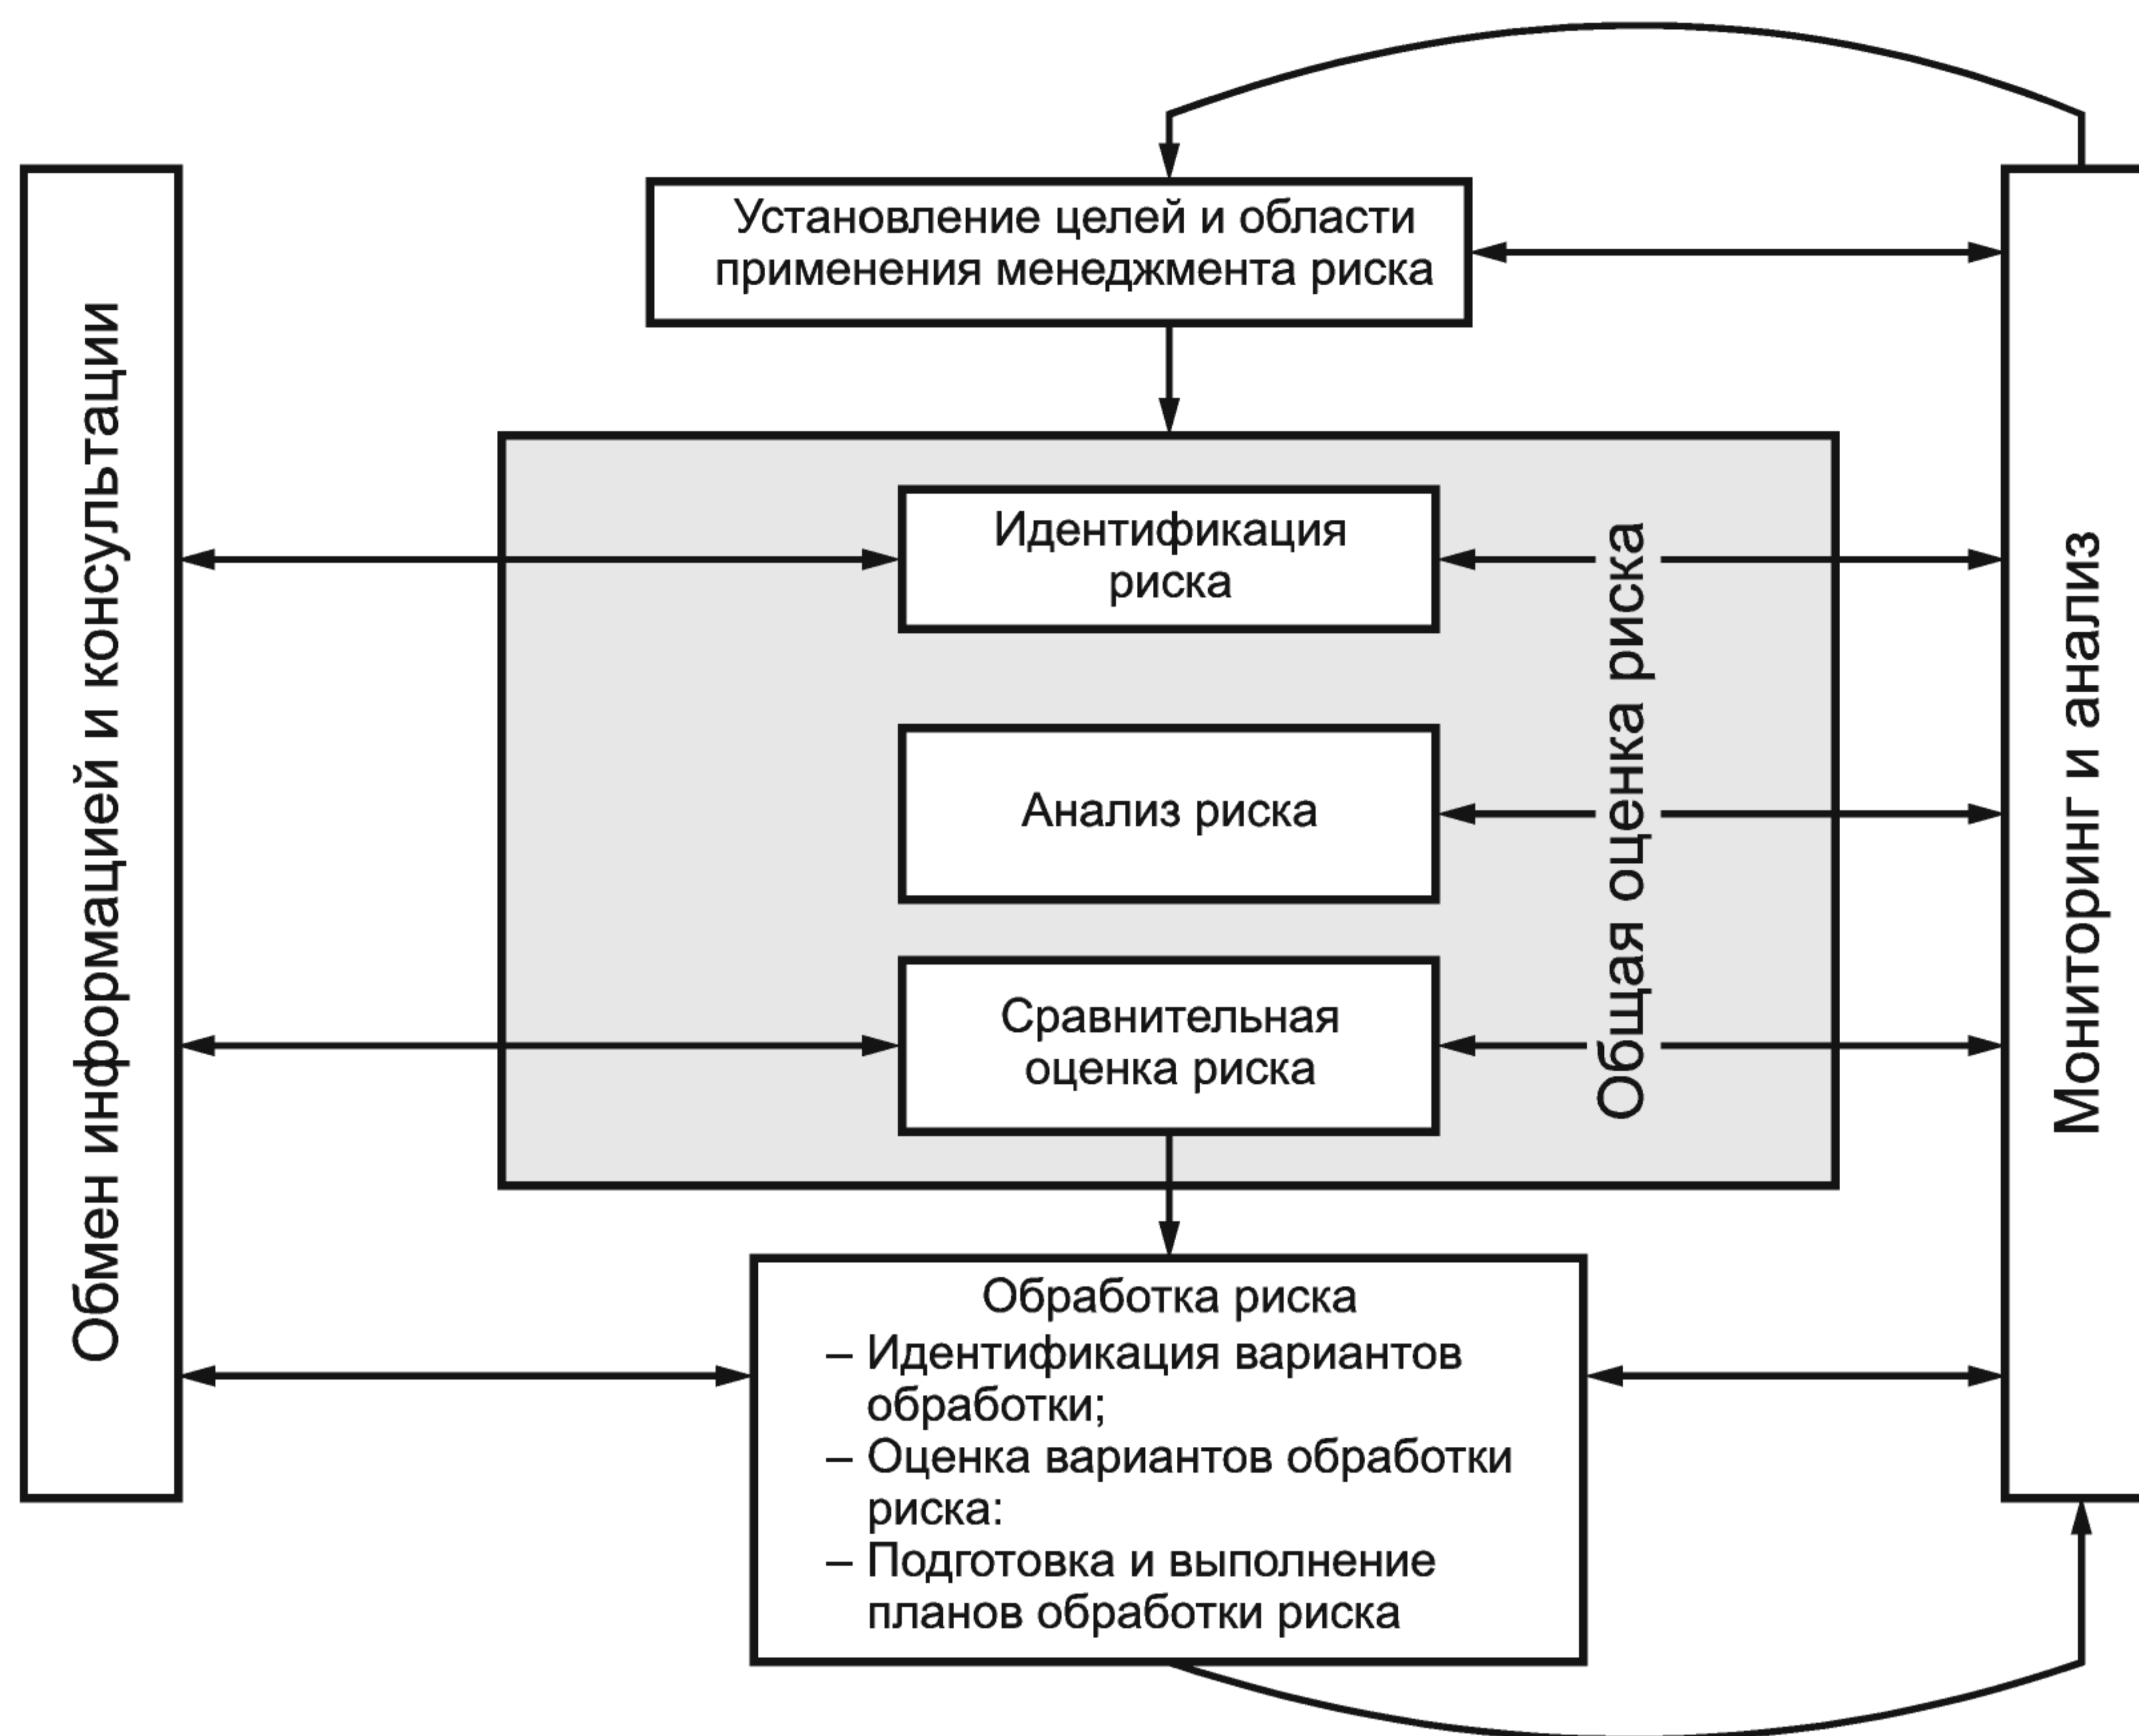 Обмен информацией и консультации
Установление целей и области
применения менеджмента риска
Идентификация
риска
Анализ риска
Сравнительная
оценка риска
Общая оценка риска
Обработка риска
– Идентификация вариантов
обработки;
– Оценка вариантов обработки
риска:
– Подготовка и выполнение
планов обработки риска
Мониторинг и анализ